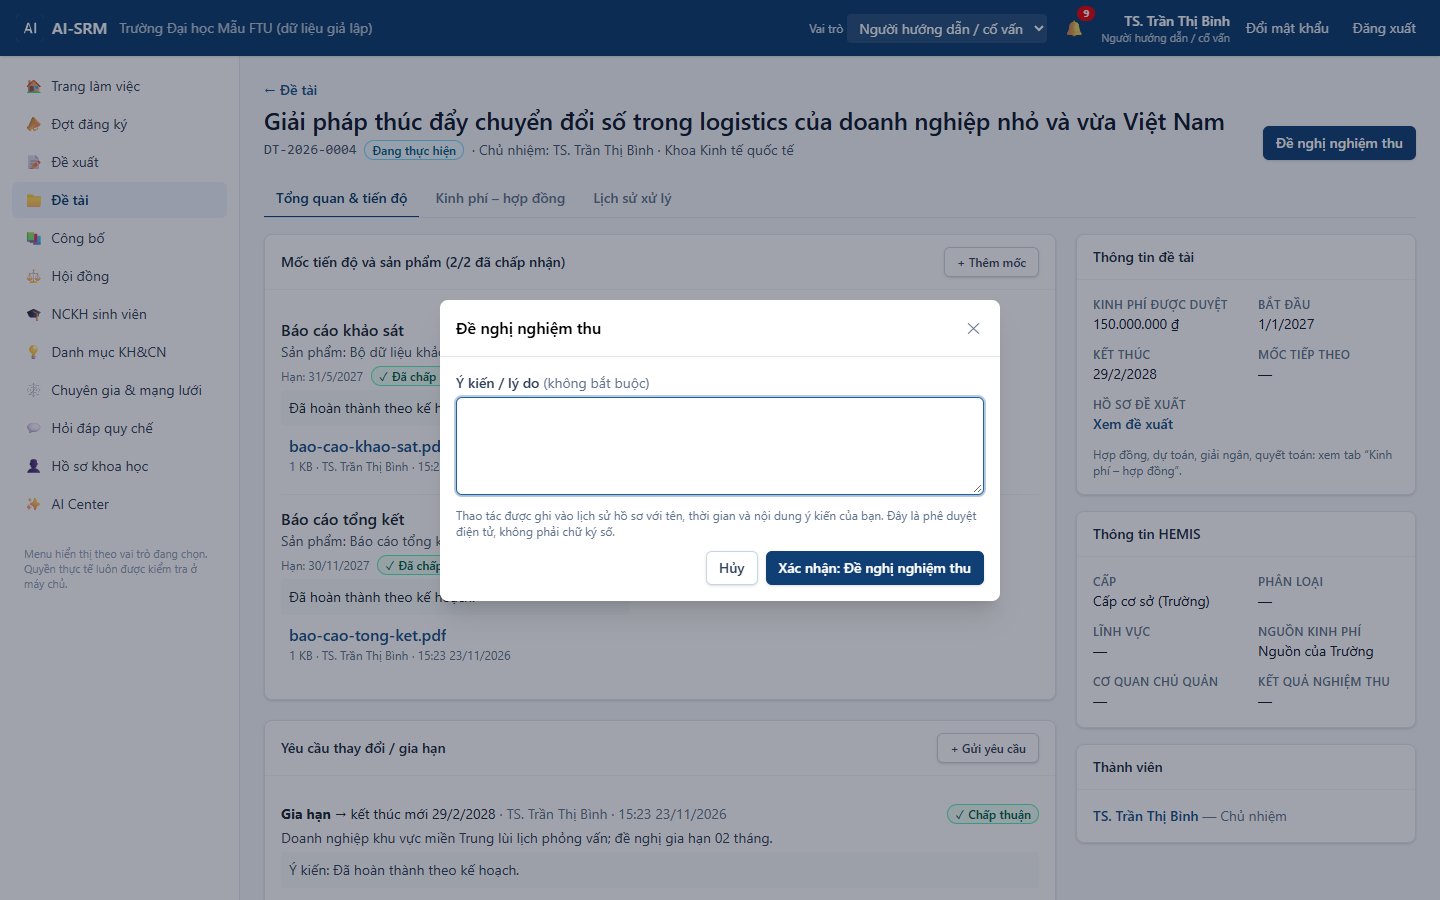 AI AI-SRM Trường Đại học Mẫu FTU (dữ liệu giả lập)
Vai trò Người hướng dẫn / cố vấn 9 TS. Trần Thị Bình Đổi mật khẩu Đăng xuất
Người hướng dẫn / cố vấn
Trang làm việc
Đợt đăng ký
Đề xuất
Đề tài
Công bố
Hội đồng
NCKH sinh viên
Danh mục KH&CN
Chuyên gia & mạng lưới
Hỏi đáp quy chế
Hồ sơ khoa học
AI Center
Menu hiển thị theo vai trò đang chọn.
Quyền thực tế luôn được kiểm tra ở
máy chủ.
← Đề tài
Giải pháp thúc đẩy chuyển đổi số trong logistics của doanh nghiệp nhỏ và vừa Việt Nam
DT-2026-0004 Đang thực hiện · Chủ nhiệm: TS. Trần Thị Bình · Khoa Kinh tế quốc tế
Đề nghị nghiệm thu
Tổng quan & tiến độ Kinh phí – hợp đồng Lịch sử xử lý
Mốc tiến độ và sản phẩm (2/2 đã chấp nhận)
+ Thêm mốc
Báo cáo khảo sát
Sản phẩm: Bộ dữ liệu
Hạn: 31/5/2027 ✓ Đã chấp
Đã hoàn thành theo kế
bao-cao-khao-sat.pd
1 KB · TS. Trần Thị Bình · 15:2
Báo cáo tổng kết
Sản phẩm: Báo cáo tổng
Hạn: 30/11/2027 ✓ Đã chấp
Đã hoàn thành theo kế hoạch.
bao-cao-tong-ket.pdf
1 KB · TS. Trần Thị Bình · 15:23 23/11/2026
Đề nghị nghiệm thu
Ý kiến / lý do (không bắt buộc)
Thao tác được ghi vào lịch sử hồ sơ với tên, thời gian và nội dung ý kiến của bạn. Đây là phê duyệt
điện tử, không phải chữ ký số.
Hủy Xác nhận: Đề nghị nghiệm thu
Yêu cầu thay đổi / gia hạn
+ Gửi yêu cầu
Gia hạn → kết thúc mới 29/2/2028 · TS. Trần Thị Bình · 15:23 23/11/2026
✓ Chấp thuận
Doanh nghiệp khu vực miền Trung lùi lịch phỏng vấn; đề nghị gia hạn 02 tháng.
Ý kiến: Đã hoàn thành theo kế hoạch.
Thông tin đề tài
KINH PHÍ ĐƯỢC DUYỆT BẮT ĐẦU
150.000.000 ₫ 1/1/2027
KẾT THÚC MỐC TIẾP THEO
29/2/2028 —
HỒ SƠ ĐỀ XUẤT
Xem đề xuất
Hợp đồng, dự toán, giải ngân, quyết toán: xem tab “Kinh
phí – hợp đồng”.
Thông tin HEMIS
CẤP PHÂN LOẠI
Cấp cơ sở (Trường) —
LĨNH VỰC NGUỒN KINH PHÍ
— Nguồn của Trường
CƠ QUAN CHỦ QUẢN KẾT QUẢ NGHIỆM THU
— —
Thành viên
TS. Trần Thị Bình — Chủ nhiệm